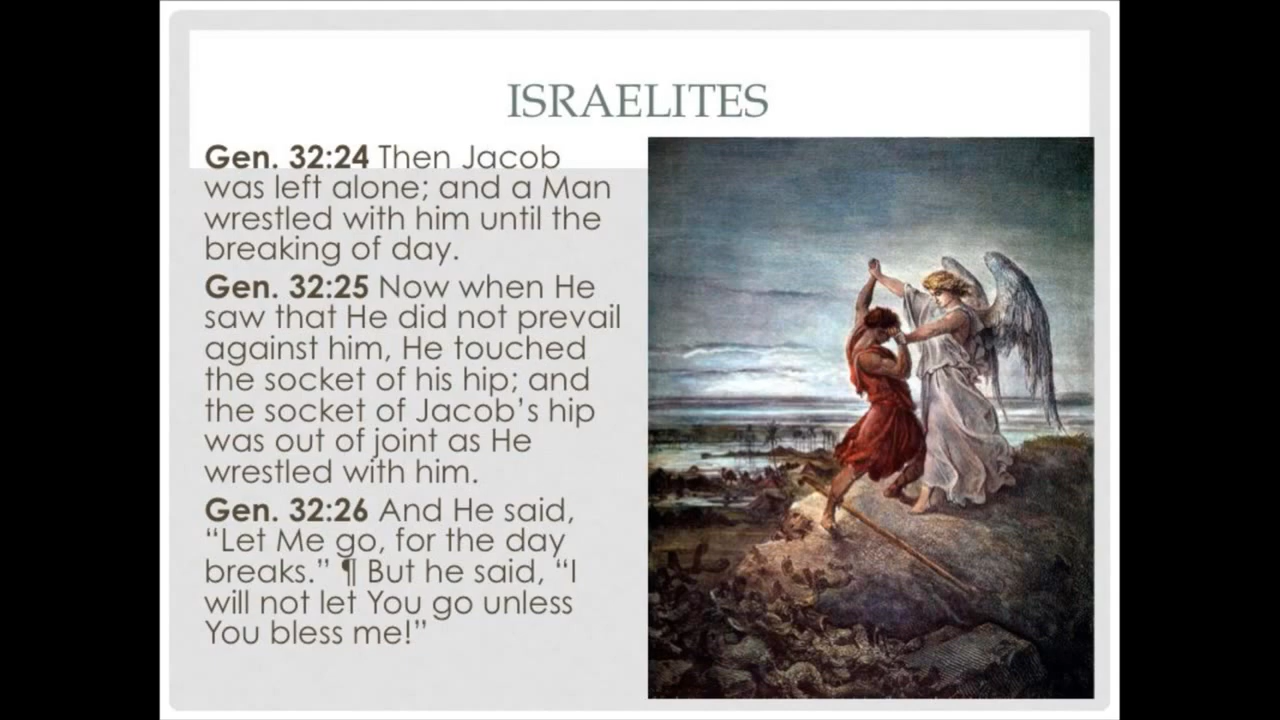 ISRAELITES
Gen. 32:24 Then Jacob
was left alone; and a Man
wrestled with him until the
breaking of day.
Gen. 32:25 Now when He
saw that He did not prevail
against him, He touched
the socket of his hip; and
the socket of Jacob’s hip
was out of joint as He
wrestled with him.
Gen. 32:26 And He said,
“Let Me go, for the day
breaks.” ¶ But he said, “I
will not let You go unless
You bless me!”